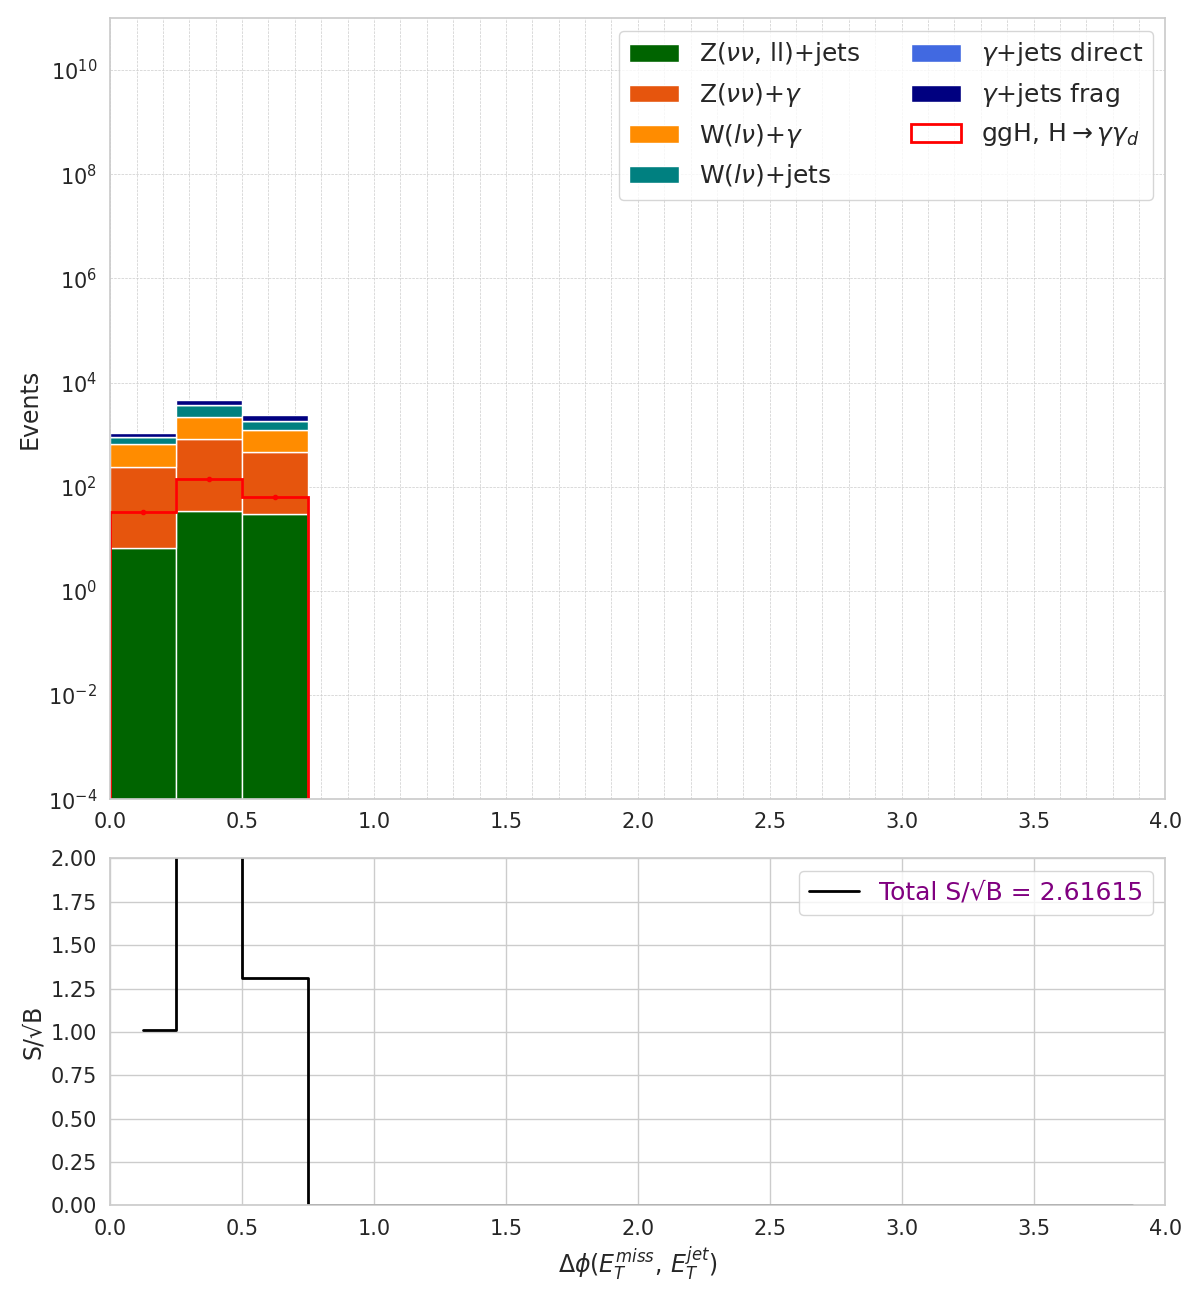 Z(νν, ll)+jets
Z(νν)+γ
W(lν)+γ
W(lν)+jets
γ+jets direct
γ+jets frag
ggH, H→γγ_d
Events
10^10
10^8
10^6
10^4
10^2
10^0
10^−2
10^−4
0.0 0.5 1.0 1.5 2.0 2.5 3.0 3.5 4.0
Total S/√B = 2.61615
S/√B
2.00
1.75
1.50
1.25
1.00
0.75
0.50
0.25
0.00
0.0 0.5 1.0 1.5 2.0 2.5 3.0 3.5 4.0
Δϕ(E_T^miss, E_T^jet)